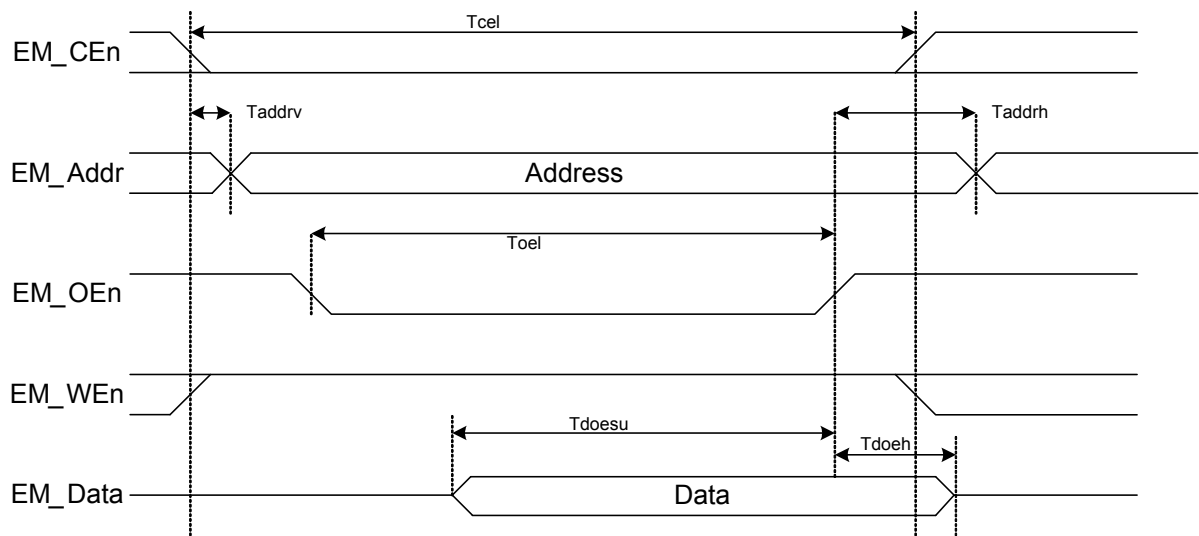 Tcel
EM_CEn
Taddrv
Taddrh
EM_Addr
Address
Toel
EM_OEn
EM_WEn
Tdoesu
Tdoeh
EM_Data
Data